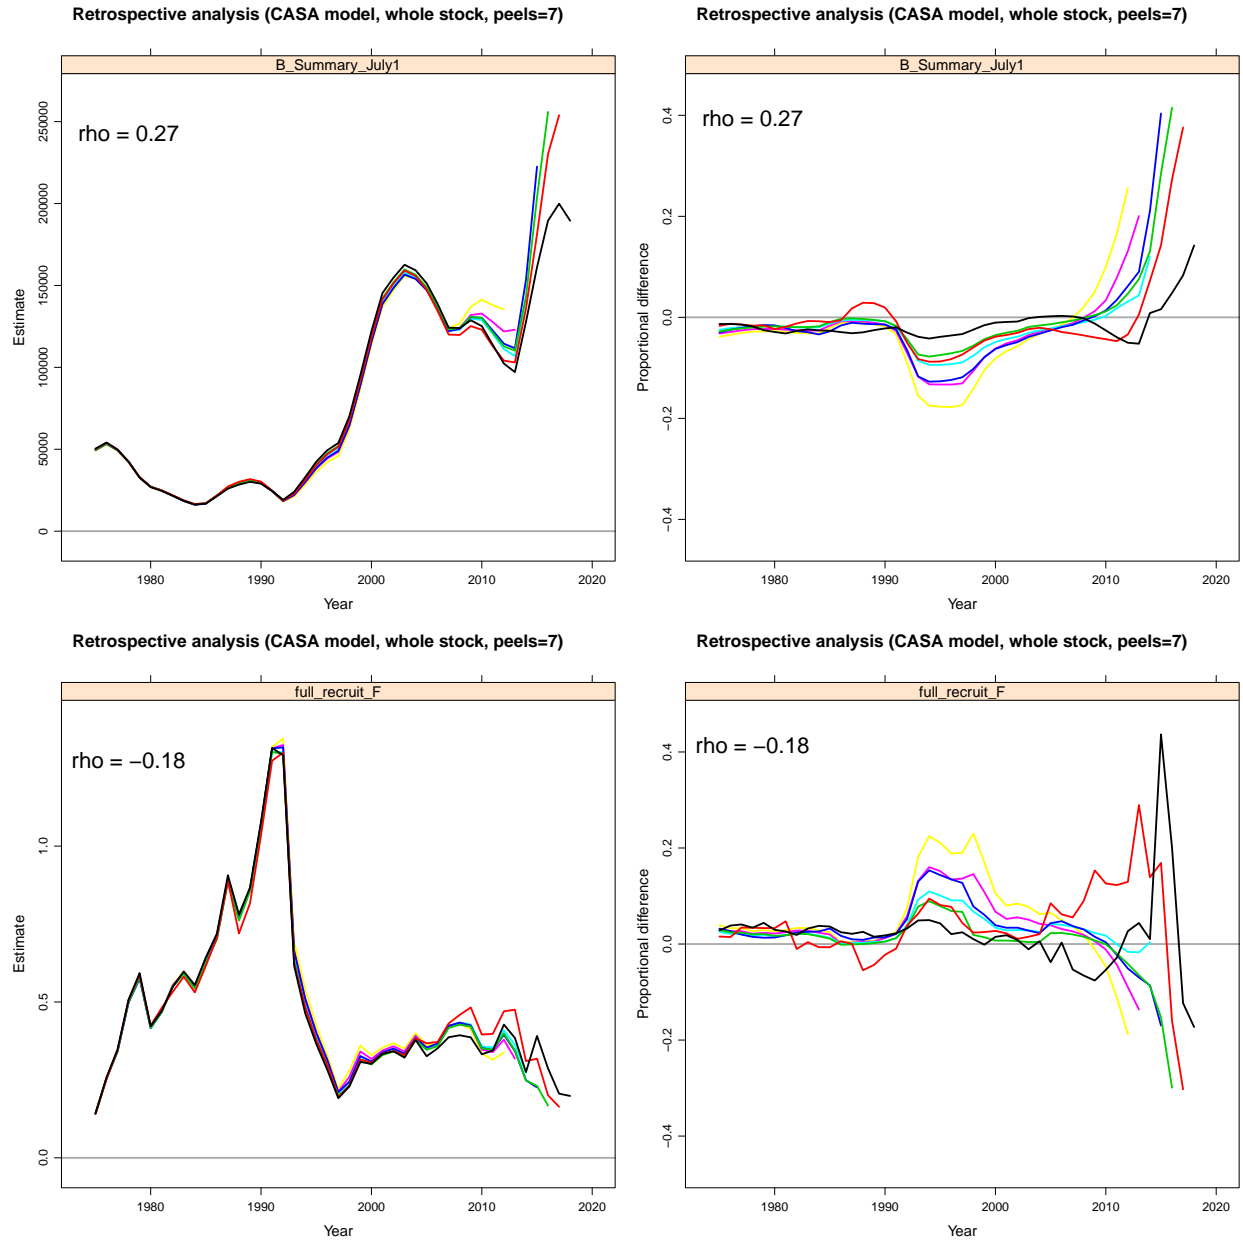 Retrospective analysis (CASA model, whole stock, peels=7)
B_Summary_July1
rho = 0.27
Estimate
0
50000
100000
150000
200000
250000
1980
1990
2000
2010
2020
Year
Retrospective analysis (CASA model, whole stock, peels=7)
B_Summary_July1
rho = 0.27
Proportional difference
−0.4
−0.2
0.0
0.2
0.4
1980
1990
2000
2010
2020
Year
Retrospective analysis (CASA model, whole stock, peels=7)
full_recruit_F
rho = −0.18
Estimate
0.0
0.5
1.0
1980
1990
2000
2010
2020
Year
Retrospective analysis (CASA model, whole stock, peels=7)
full_recruit_F
rho = −0.18
Proportional difference
−0.4
−0.2
0.0
0.2
0.4
1980
1990
2000
2010
2020
Year